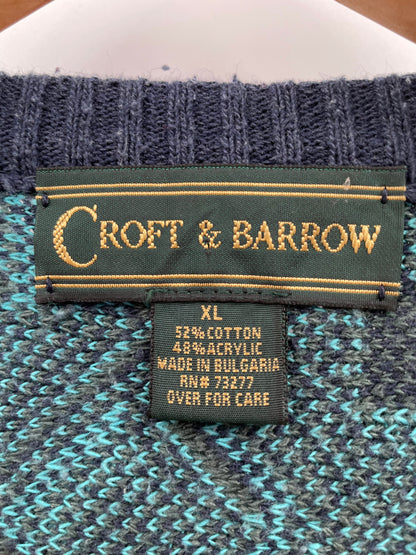 CROFT & BARROW
XL
52% COTTON
48% ACRYLIC
MADE IN BULGARIA
RN# 73277
OVER FOR CARE